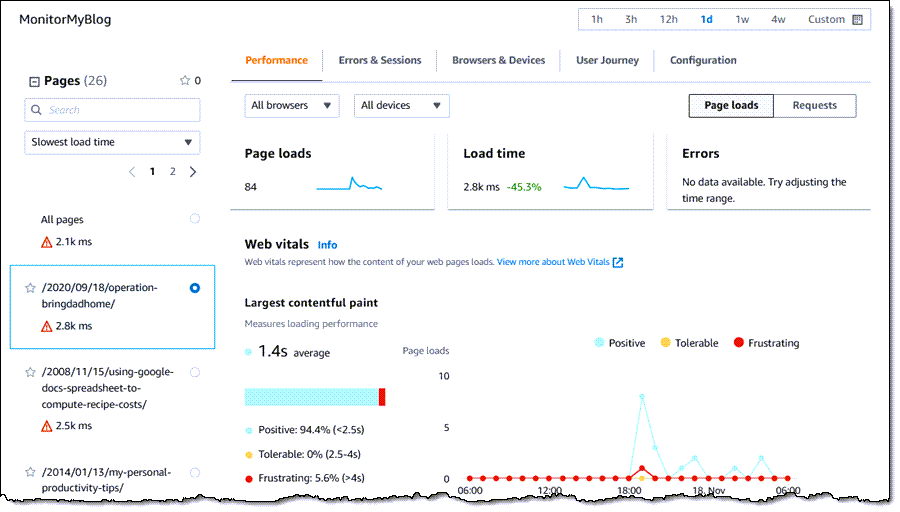 MonitorMyBlog
1h 3h 12h 1d 1w 4w Custom
Pages (26) 0
Search
Slowest load time
1 2
All pages
2.1k ms
/2020/09/18/operation-
bringdadhome/
2.8k ms
/2008/11/15/using-google-
docs-spreadsheet-to-
compute-recipe-costs/
2.5k ms
/2014/01/13/my-personal-
productivity-tips/
Performance Errors & Sessions Browsers & Devices User Journey Configuration
All browsers All devices Page loads Requests
Page loads
84
Load time
2.8k ms -45.3%
Errors
No data available. Try adjusting the
time range.
Web vitals Info
Web vitals represent how the content of your web pages loads. View more about Web Vitals
Largest contentful paint
Measures loading performance
1.4s average
Positive: 94.4% (<2.5s)
Tolerable: 0% (2.5-4s)
Frustrating: 5.6% (>4s)
Positive Tolerable Frustrating
Page loads
10
5
0
06:00 12:00 18:00 18. Nov 06:00